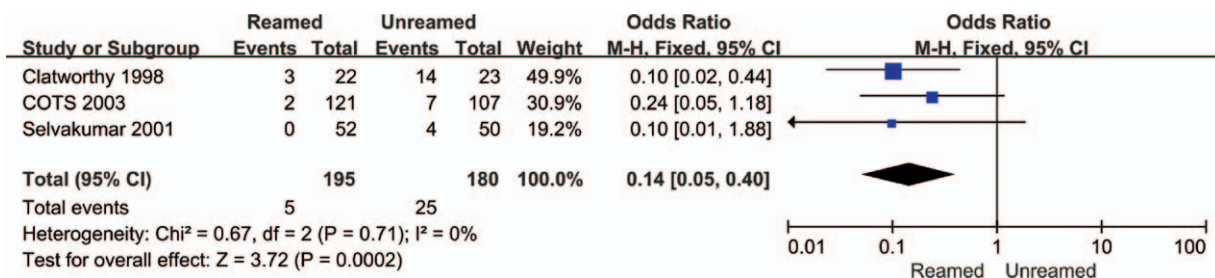 Reamed Unreamed Odds Ratio Odds Ratio
Study or Subgroup Events Total Events Total Weight M-H, Fixed, 95% CI M-H, Fixed, 95% CI
Clatworthy 1998 3 22 14 23 49.9% 0.10 [0.02, 0.44]
COTS 2003 2 121 7 107 30.9% 0.24 [0.05, 1.18]
Selvakumar 2001 0 52 4 50 19.2% 0.10 [0.01, 1.88]
Total (95% CI) 195 180 100.0% 0.14 [0.05, 0.40]
Total events 5 25
Heterogeneity: Chi² = 0.67, df = 2 (P = 0.71); I² = 0%
Test for overall effect: Z = 3.72 (P = 0.0002)
0.01 0.1 1 10 100
Reamed Unreamed